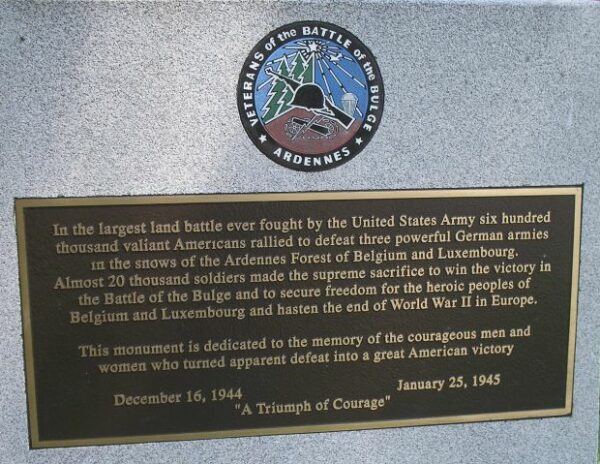 VETERANS of the BATTLE of the BULGE
★ ARDENNES ★
In the largest land battle ever fought by the United States Army six hundred
thousand valiant Americans rallied to defeat three powerful German armies
in the snows of the Ardennes Forest of Belgium and Luxembourg.
Almost 20 thousand soldiers made the supreme sacrifice to win the victory in
the Battle of the Bulge and to secure freedom for the heroic peoples of
Belgium and Luxembourg and hasten the end of World War II in Europe.
This monument is dedicated to the memory of the courageous men and
women who turned apparent defeat into a great American victory
December 16, 1944 January 25, 1945
"A Triumph of Courage"